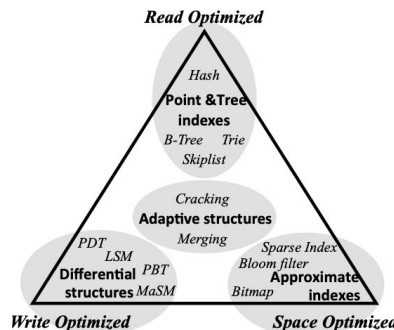 Read Optimized
Hash
Point &Tree
indexes
B-Tree Trie
Skiplist
Cracking
Adaptive structures
Merging
PDT
LSM
Differential PBT
structures MaSM
Sparse Index
Bloom filter
Approximate
Bitmap indexes
Write Optimized Space Optimized